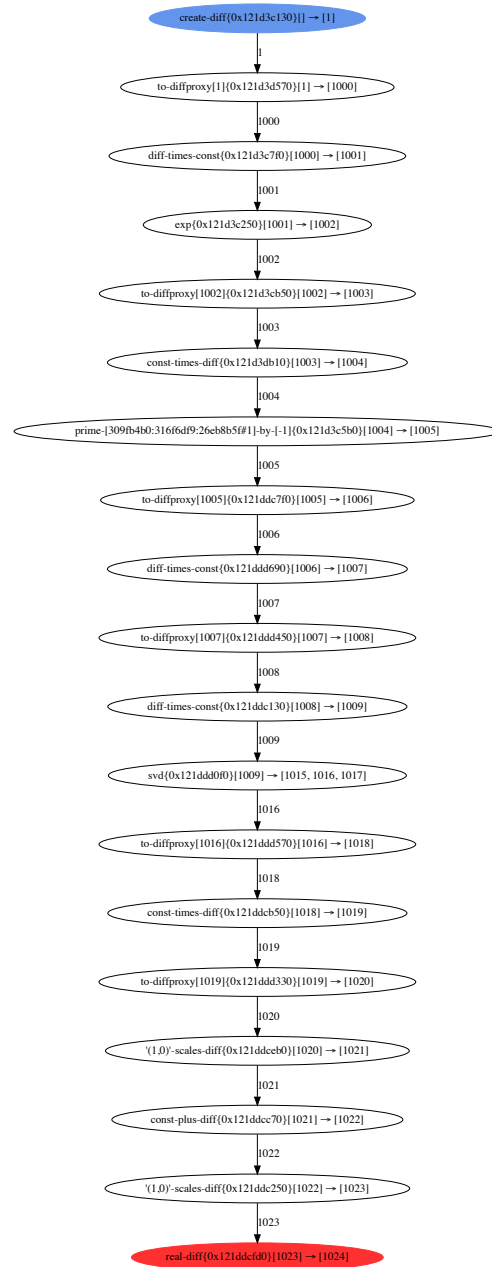 create-diff{0x121d3c130}[] → [1]
1
to-diffproxy[1]{0x121d3d570}[1] → [1000]
1000
diff-times-const{0x121d3c7f0}[1000] → [1001]
1001
exp{0x121d3c250}[1001] → [1002]
1002
to-diffproxy[1002]{0x121d3cb50}[1002] → [1003]
1003
const-times-diff{0x121d3db10}[1003] → [1004]
1004
prime-[309fb4b0:316f6df9:26eb8b5f#1]-by-[-1]{0x121d3c5b0}[1004] → [1005]
1005
to-diffproxy[1005]{0x121ddc7f0}[1005] → [1006]
1006
diff-times-const{0x121ddd690}[1006] → [1007]
1007
to-diffproxy[1007]{0x121ddd450}[1007] → [1008]
1008
diff-times-const{0x121ddc130}[1008] → [1009]
1009
svd{0x121ddd0f0}[1009] → [1015, 1016, 1017]
1016
to-diffproxy[1016]{0x121ddd570}[1016] → [1018]
1018
const-times-diff{0x121ddcb50}[1018] → [1019]
1019
to-diffproxy[1019]{0x121ddd330}[1019] → [1020]
1020
'(1,0)'-scales-diff{0x121ddceb0}[1020] → [1021]
1021
const-plus-diff{0x121ddcc70}[1021] → [1022]
1022
'(1,0)'-scales-diff{0x121ddc250}[1022] → [1023]
1023
real-diff{0x121ddcfd0}[1023] → [1024]